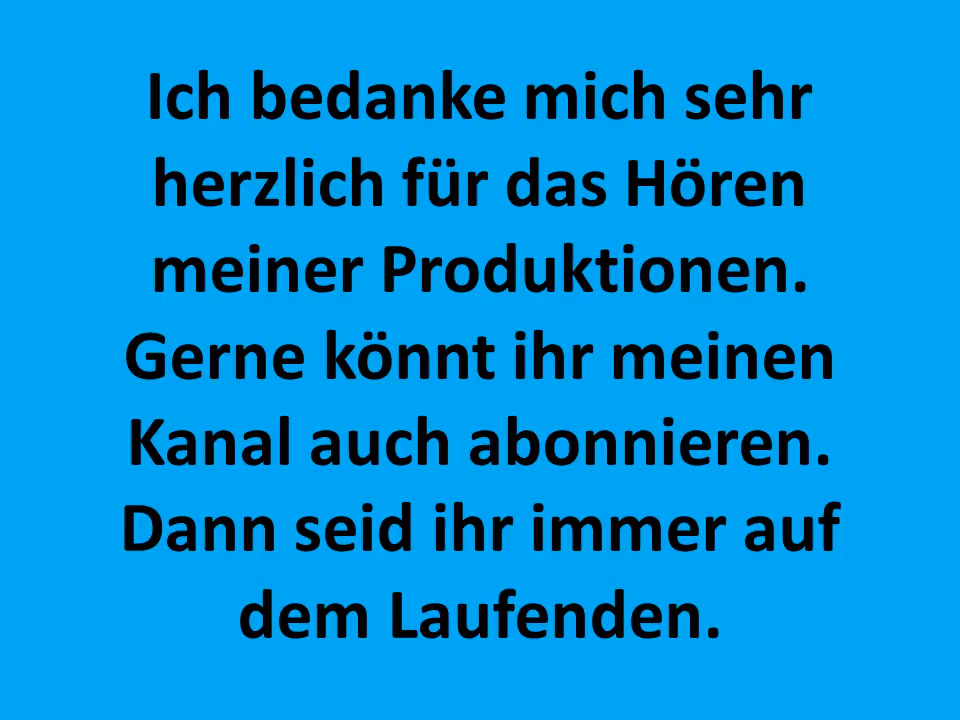 Ich bedanke mich sehr
herzlich für das Hören
meiner Produktionen.
Gerne könnt ihr meinen
Kanal auch abonnieren.
Dann seid ihr immer auf
dem Laufenden.